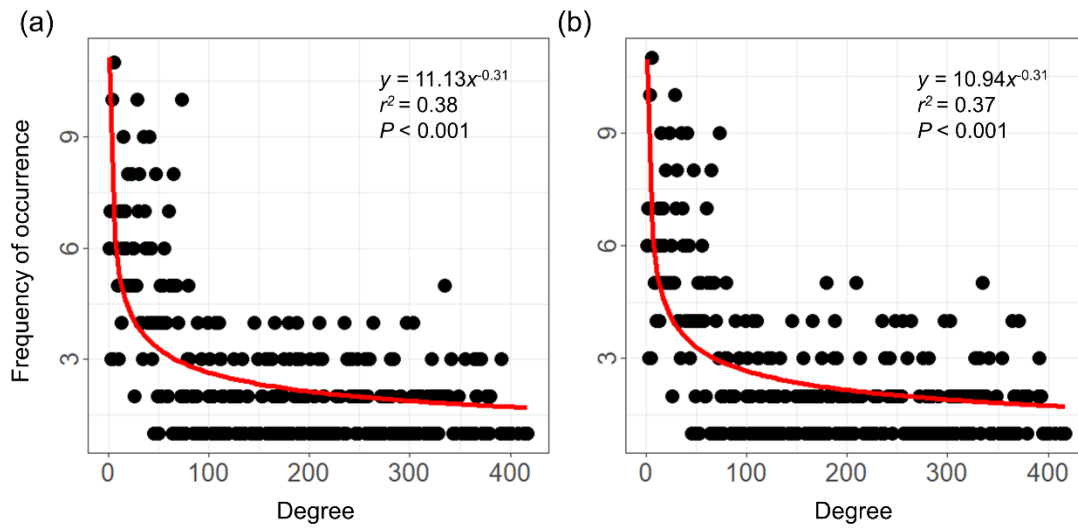 (a)
y = 11.13x^-0.31
r² = 0.38
P < 0.001
9
6
3
0 100 200 300 400
Degree
Frequency of occurrence
(b)
y = 10.94x^-0.31
r² = 0.37
P < 0.001
9
6
3
0 100 200 300 400
Degree